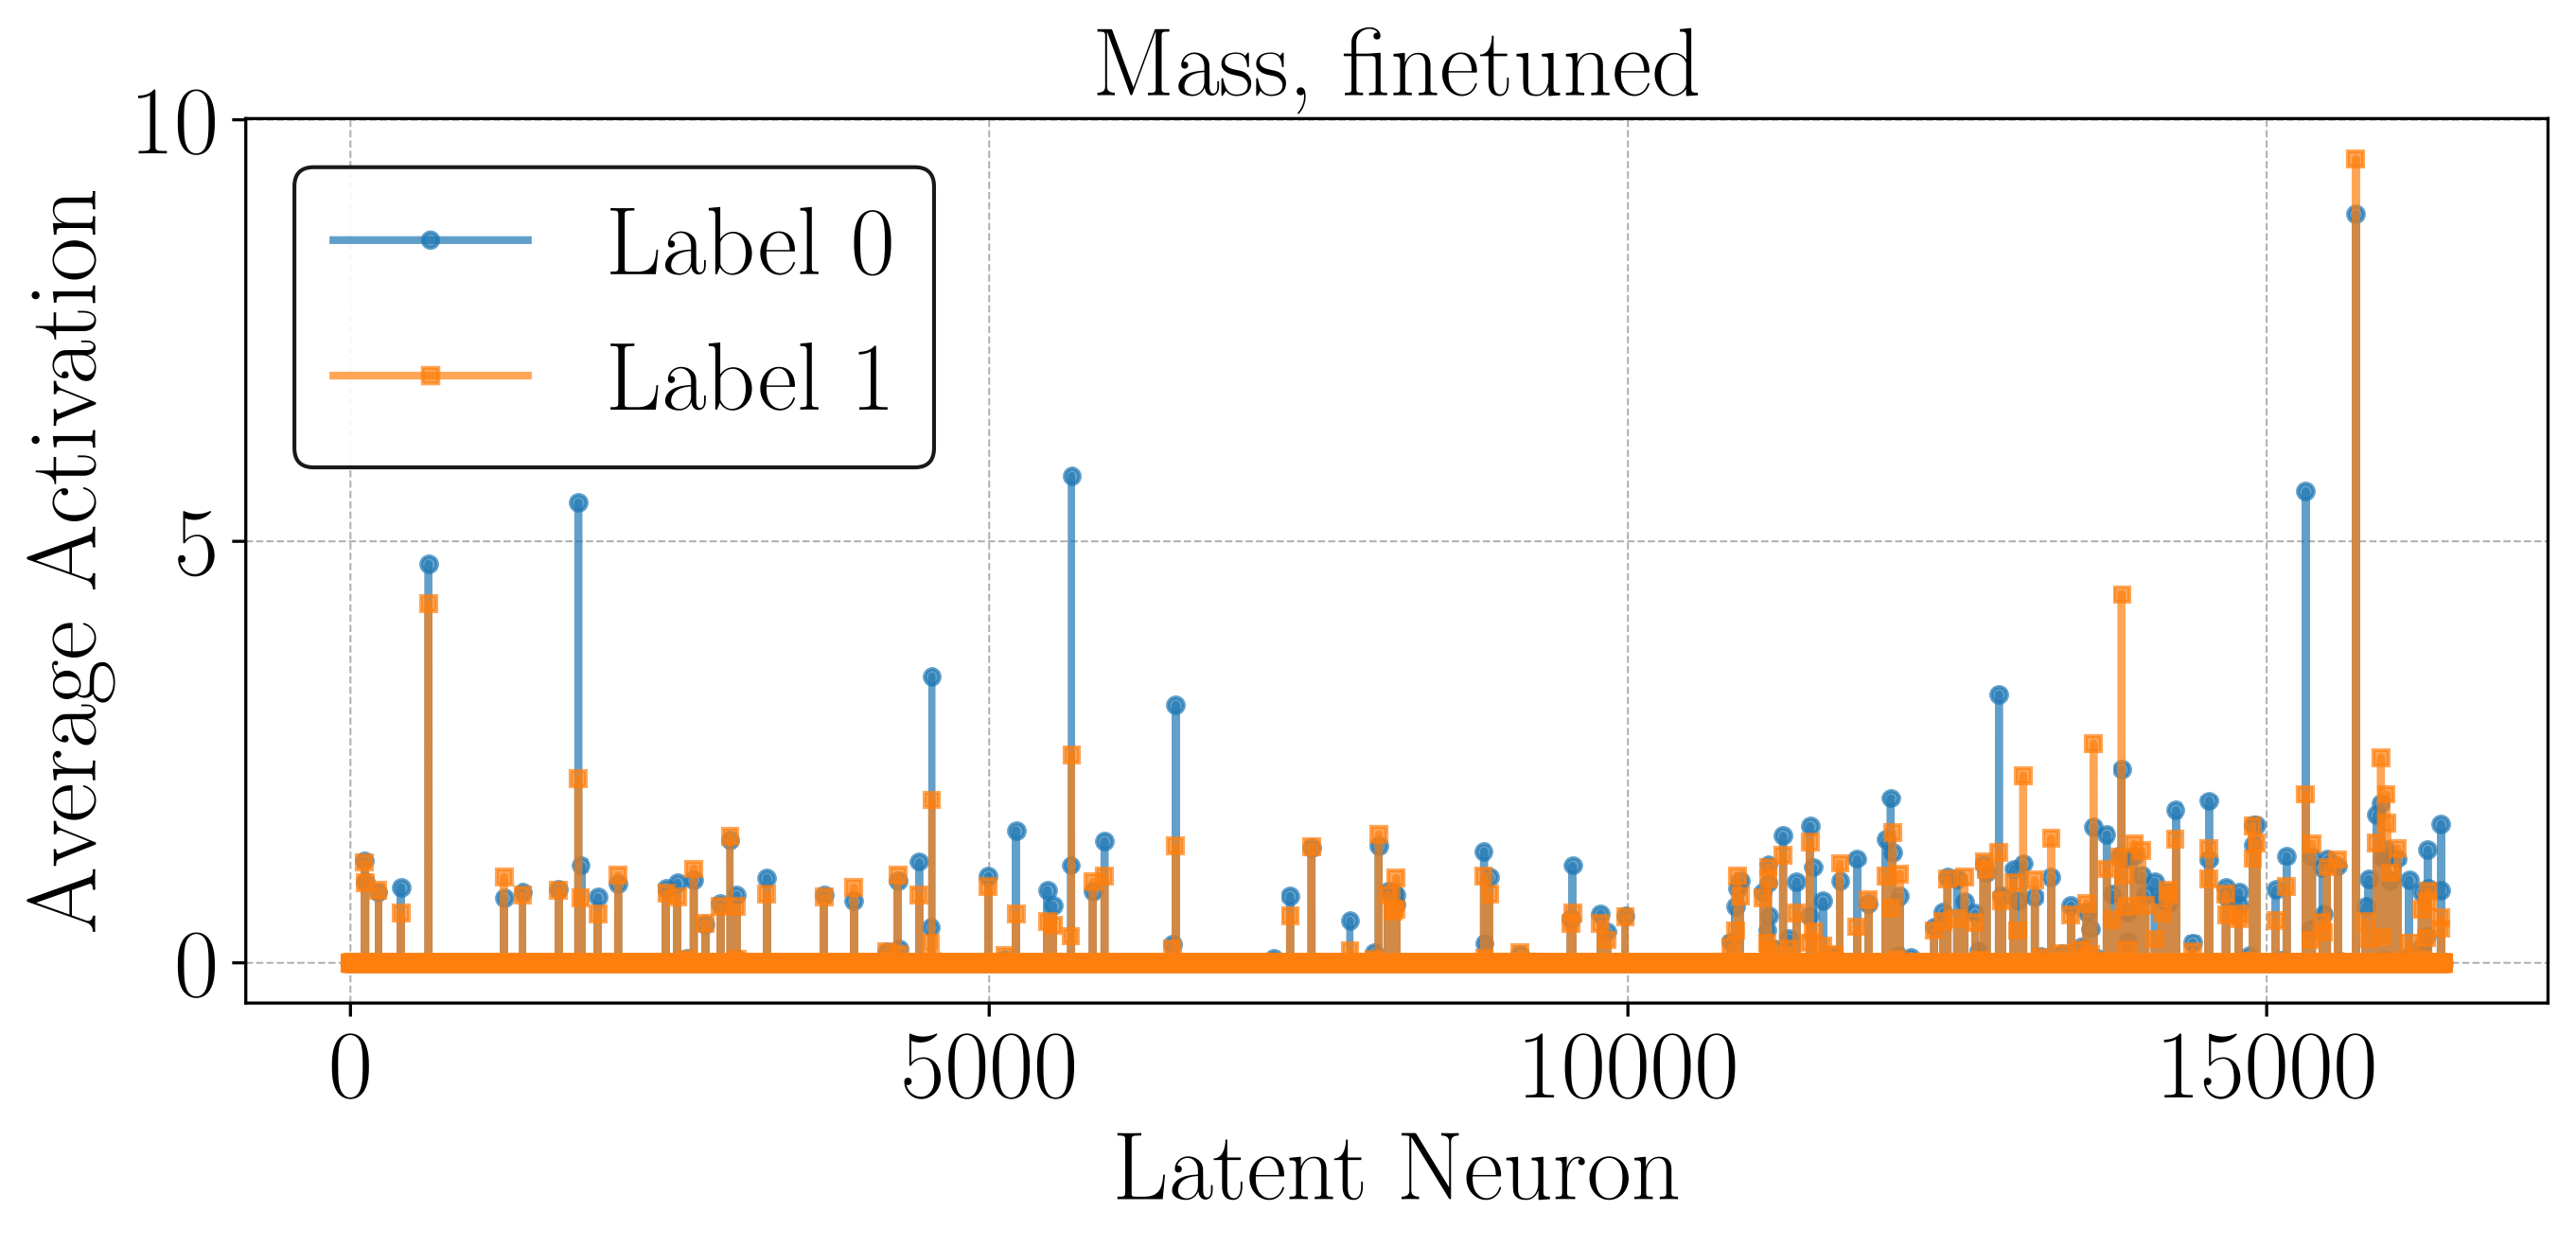 Mass, finetuned
10
5
0
Average Activation
Label 0
Label 1
0 5000 10000 15000
Latent Neuron